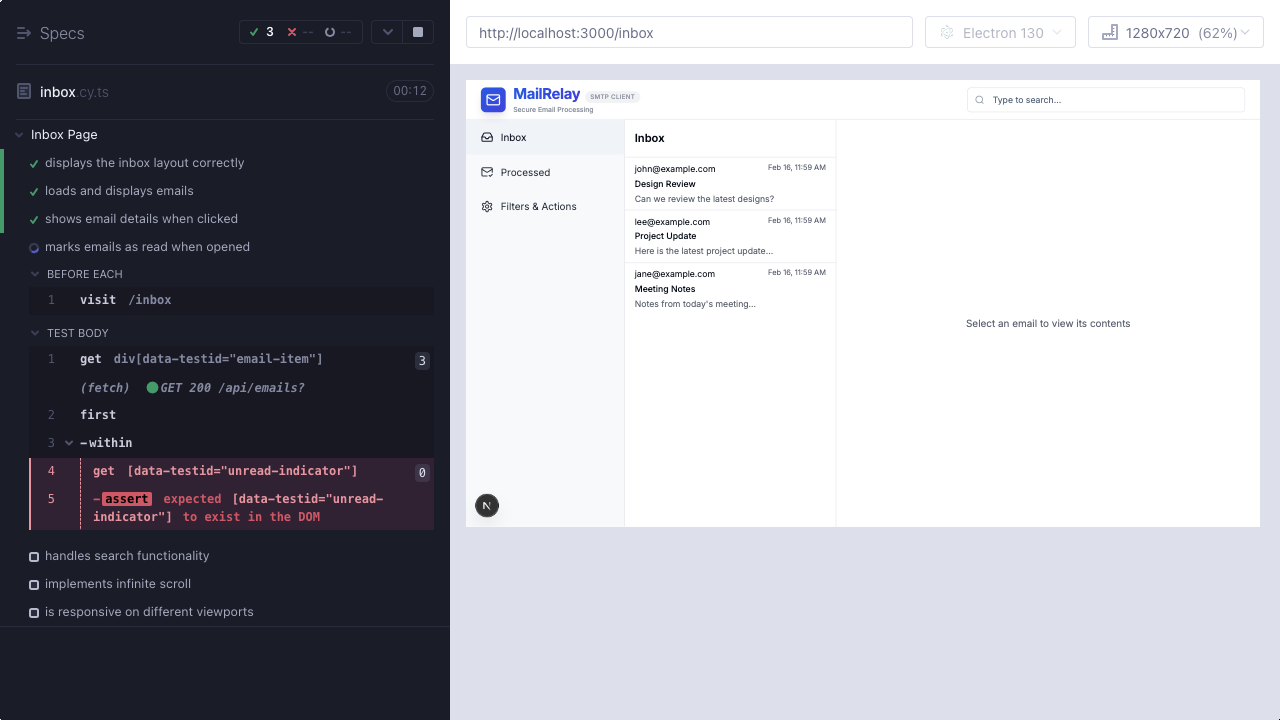 Specs
3 -- --
inbox.cy.ts
00:12
Inbox Page
displays the inbox layout correctly
loads and displays emails
shows email details when clicked
marks emails as read when opened
BEFORE EACH
1 visit /inbox
TEST BODY
1 get div[data-testid="email-item"] 3
(fetch) GET 200 /api/emails?
2 first
3 -within
4 get [data-testid="unread-indicator"] 0
5 -assert expected [data-testid="unread-
indicator"] to exist in the DOM
handles search functionality
implements infinite scroll
is responsive on different viewports
http://localhost:3000/inbox
Electron 130
1280x720 (62%)
MailRelay SMTP CLIENT
Secure Email Processing
Type to search...
Inbox
Processed
Filters & Actions
Inbox
john@example.com Feb 16, 11:59 AM
Design Review
Can we review the latest designs?
lee@example.com Feb 16, 11:59 AM
Project Update
Here is the latest project update...
jane@example.com Feb 16, 11:59 AM
Meeting Notes
Notes from today's meeting...
Select an email to view its contents
N